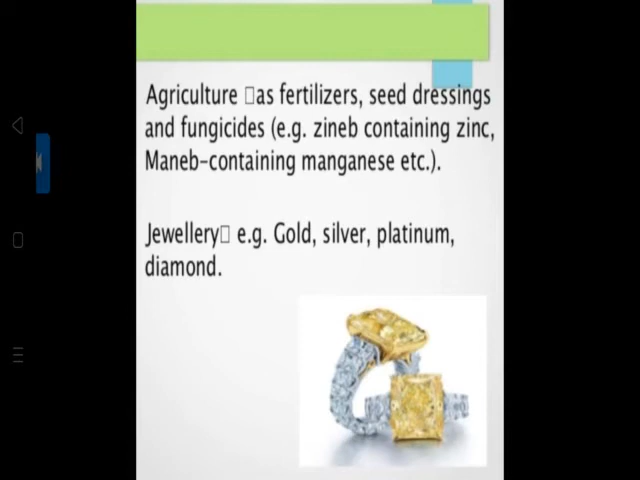 Agriculture as fertilizers, seed dressings
and fungicides (e.g. zineb containing zinc,
Maneb-containing manganese etc.).
Jewellery e.g. Gold, silver, platinum,
diamond.